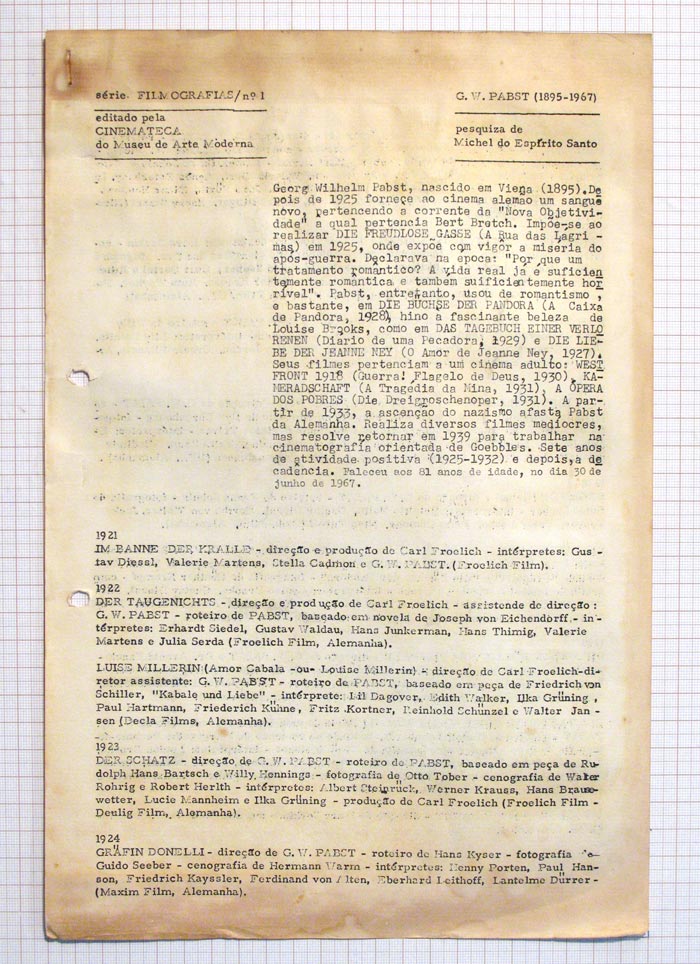 série FILMOGRAFIAS/nº 1
editado pela
CINEMATECA
do Museu de Arte Moderna
G. W. PABST (1895-1967)
pesquiza de
Michel do Espírito Santo
Georg Wilhelm Pabst, nascido em Viena (1895).De
pois de 1925 forneçe ao cinema alemao um sangue
novo, pertencendo a corrente da "Nova Objetivi-
dade" a qual pertencia Bert Bretch. Impõe-se ao
realizar DIE FREUDLOSE GASSE (A Rua das Lagri-
mas) em 1925, onde expõe com vigor a miseria do
apos-guerra. Declarava na epoca: "Por que um
tratamento romantico? A vida real ja e suficien
temente romantica e tambem suficientemente hor
rivel". Pabst, entretanto, usou de romantismo ,
e bastante, em DIE BUCHSE DER PANDORA (A Caixa
de Pandora, 1928), hino a fascinante beleza de
Louise Brooks, como em DAS TAGEBUCH EINER VERLO
RENEN (Diario de uma Pecadora, 1929) e DIE LIE-
BE DER JEANNE NEY (O Amor de Jeanne Ney, 1927).
Seus filmes pertenciam a um cinema adulto: WEST
FRONT 1918 (Guerra! Flagelo de Deus, 1930), KA-
MERADSCHAFT (A Tragedia da Mina, 1931), A ÓPERA
DOS POBRES (Die Dreigroschenoper, 1931). A par-
tir de 1933, a ascenção do nazismo afasta Pabst
da Alemanha. Realiza diversos filmes mediocres,
mas resolve retornar em 1939 para trabalhar na
cinematografia orientada de Goebbles. Sete anos
de atividade positiva (1925-1932) e depois,a de
cadência. Faleceu aos 81 anos de idade, no dia 30 de
junho de 1967.
1921
IM BANNE DER KRALLE - direção e produção de Carl Froelich - intérpretes: Gus-
tav Diessl, Valerie Martens, Stella Cadmon e G. W. PABST. (Froelich Film).
1922
DER TAUGENICHTS - direção e produção de Carl Froelich - assistende de direção :
G. W. PABST - roteiro de PABST, baseado em novela de Joseph von Eichendorff - in-
térpretes: Erhardt Siedel, Gustav Waldau, Hans Junkerman, Hans Thimig, Valerie
Martens e Julia Serda (Froelich Film, Alemanha).
LUISE MILLERIN (Amor Cabala -ou- Louise Millerin) - direção de Carl Froelich-di-
retor assistente: G. W. PABST - roteiro de PABST, baseado em peça de Friedrich von
Schiller, "Kabale und Liebe" - intérprete: Lil Dagover, Edith Walker, Ilka Grüning ,
Paul Hartmann, Friederich Kühne, Fritz Kortner, Reinhold Schünzel e Walter Jan -
sen (Decla Films, Alemanha).
1923
DER SCHATZ - direção de G. W. PABST - roteiro de PABST, baseado em peça de Ru-
dolph Hans Bartsch e Willy Hennings - fotografia de Otto Tober - cenografia de Walter
Rohrig e Robert Herlth - intérpretes: Albert Steinrück, Werner Krauss, Hans Brause-
wetter, Lucie Mannheim e Ilka Grüning - produção de Carl Froelich (Froelich Film -
Deulig Film, Alemanha).
1924
GRÄFIN DONELLI - direção de G. W. PABST - roteiro de Hans Kyser - fotografia de
Guido Seeber - cenografia de Hermann Warm - intérpretes: Henny Porten, Paul Han-
son, Friedrich Kayssler, Ferdinand von Alten, Eberhard Leithoff, Lantelme Dürrer -
(Maxim Film, Alemanha).